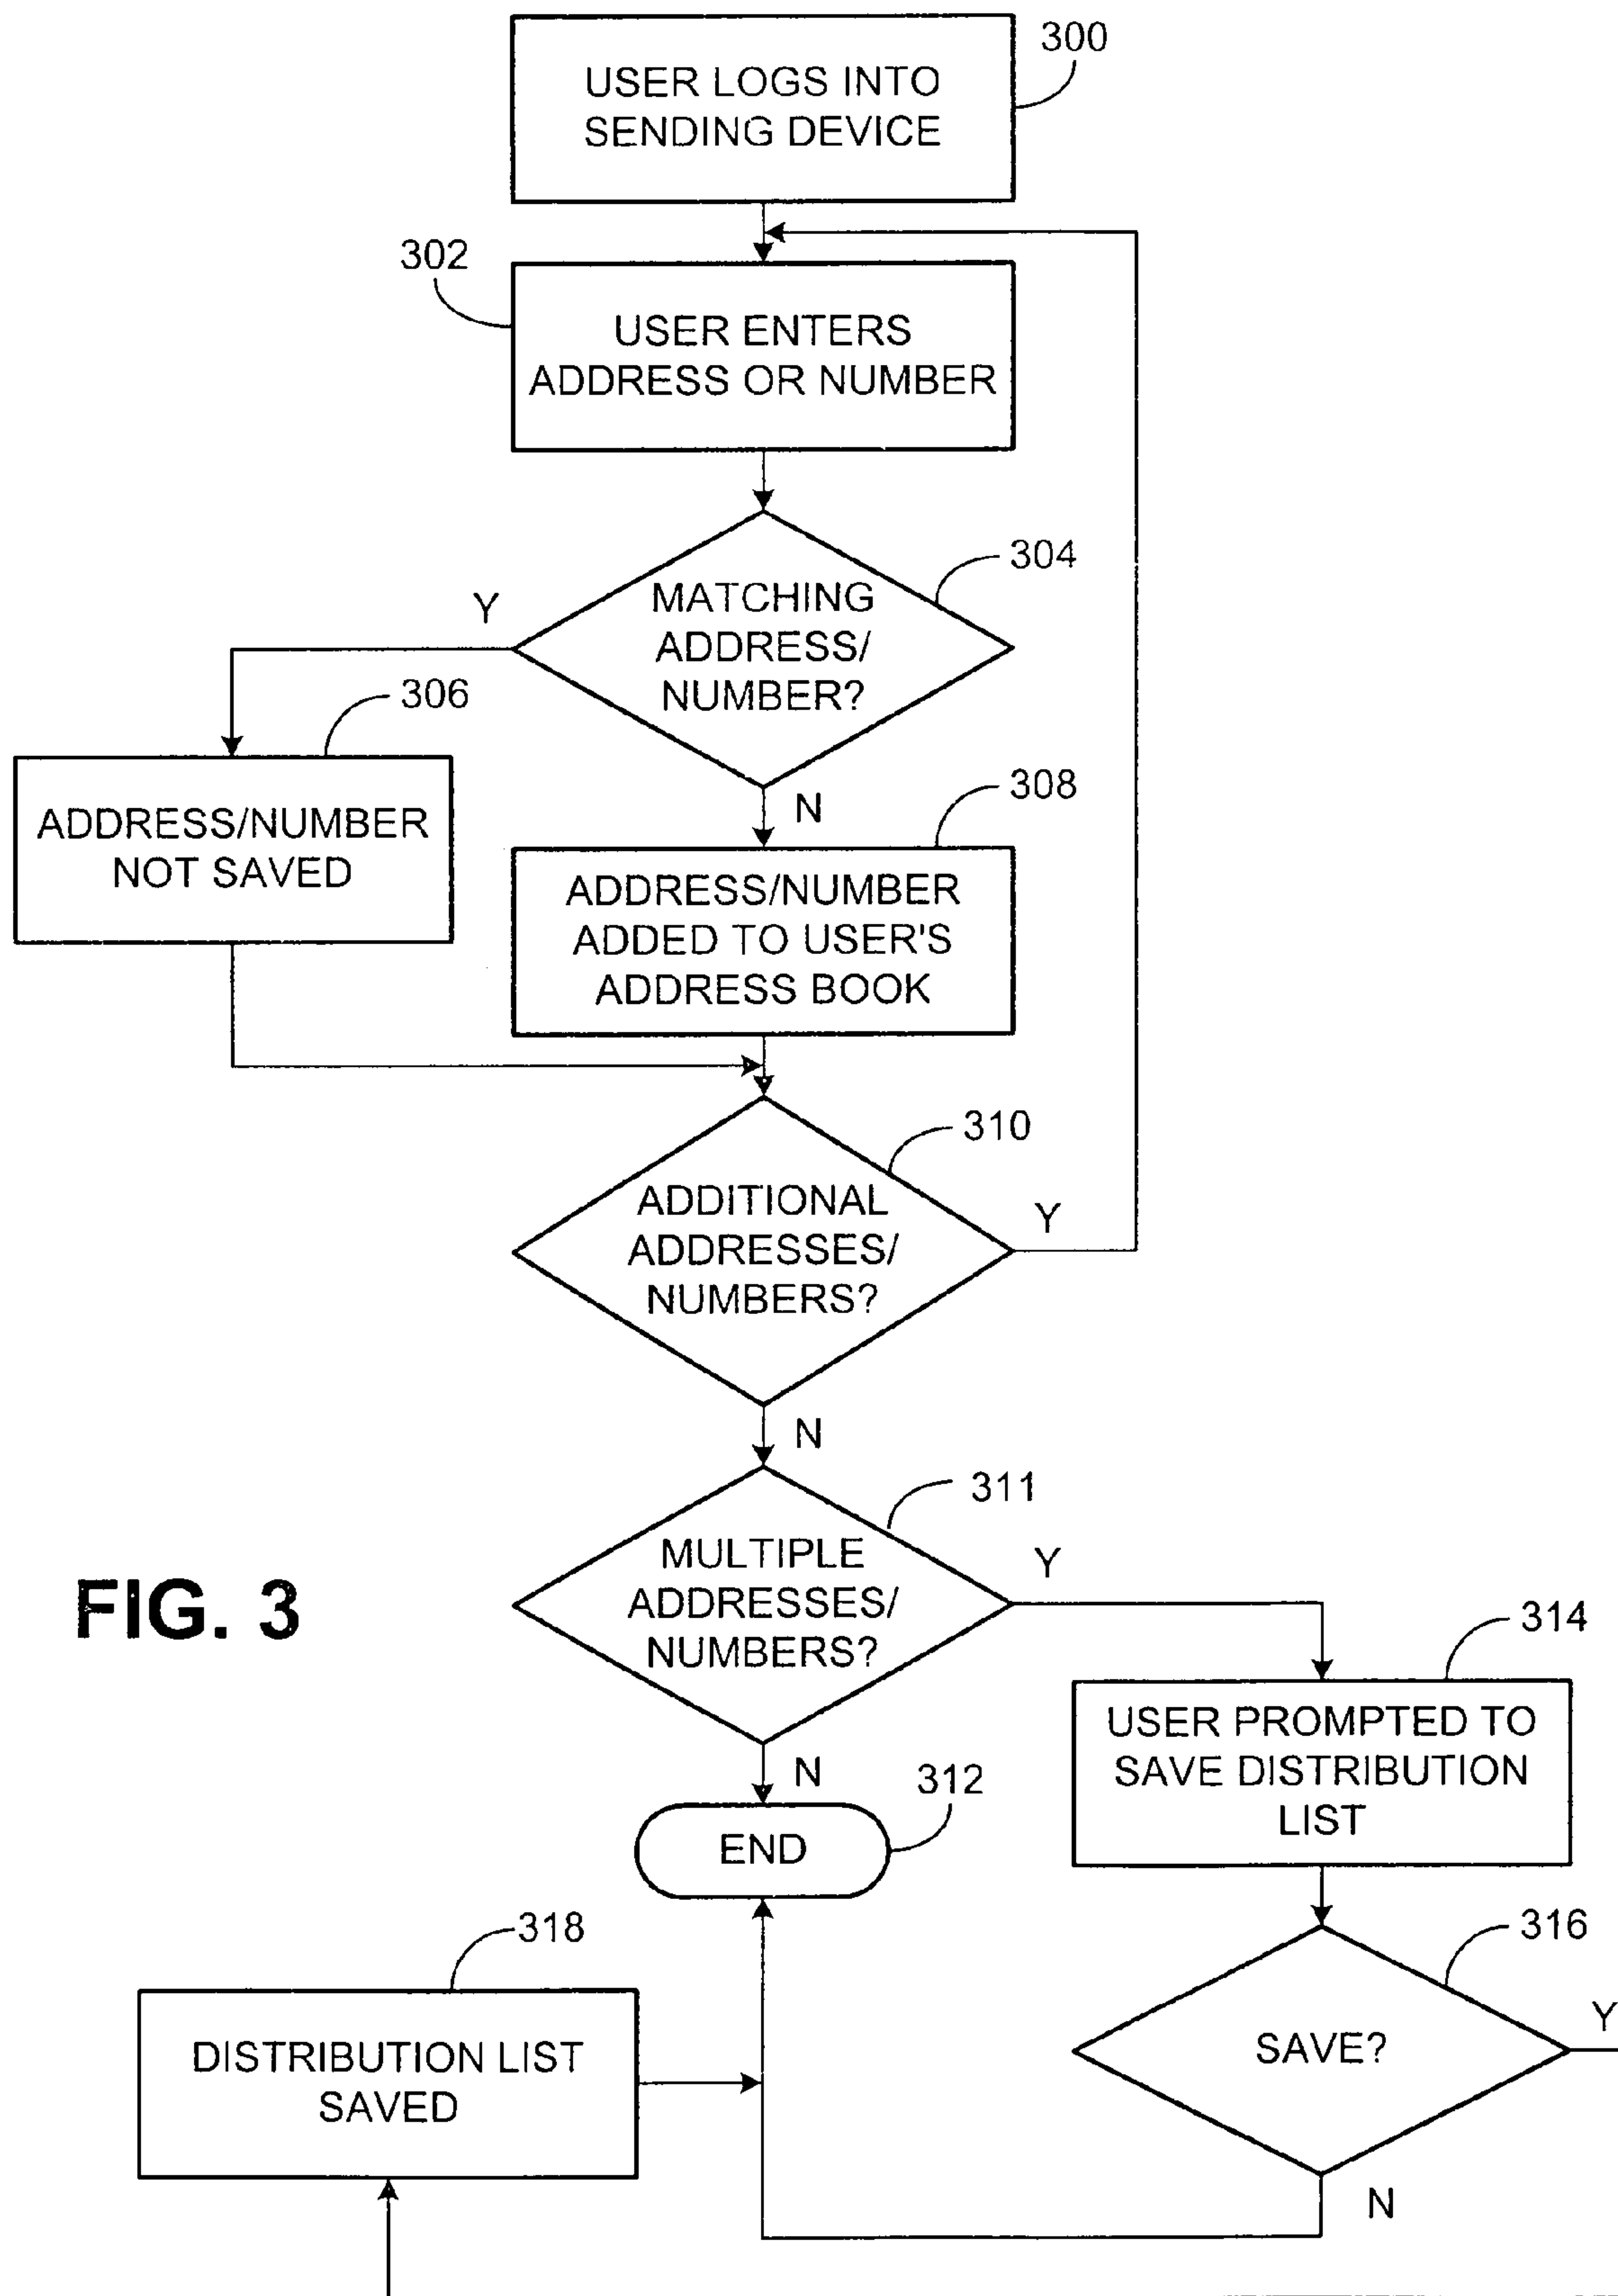 300
USER LOGS INTO
SENDING DEVICE
302
USER ENTERS
ADDRESS OR NUMBER
304
Y
MATCHING
ADDRESS/
NUMBER?
306
N
308
ADDRESS/NUMBER
NOT SAVED
ADDRESS/NUMBER
ADDED TO USER'S
ADDRESS BOOK
310
ADDITIONAL
ADDRESSES/
NUMBERS?
Y
N
311
MULTIPLE
ADDRESSES/
NUMBERS?
Y
FIG. 3
314
USER PROMPTED TO
SAVE DISTRIBUTION
LIST
N
312
END
318
316
SAVE?
Y
DISTRIBUTION LIST
SAVED
N